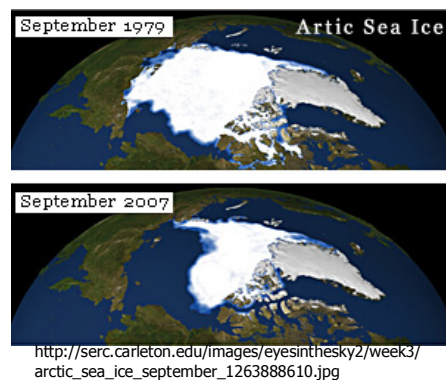 September 1979
Artic Sea Ice
September 2007
http://serc.carleton.edu/images/eyesinthesky2/week3/
arctic_sea_ice_september_1263888610.jpg